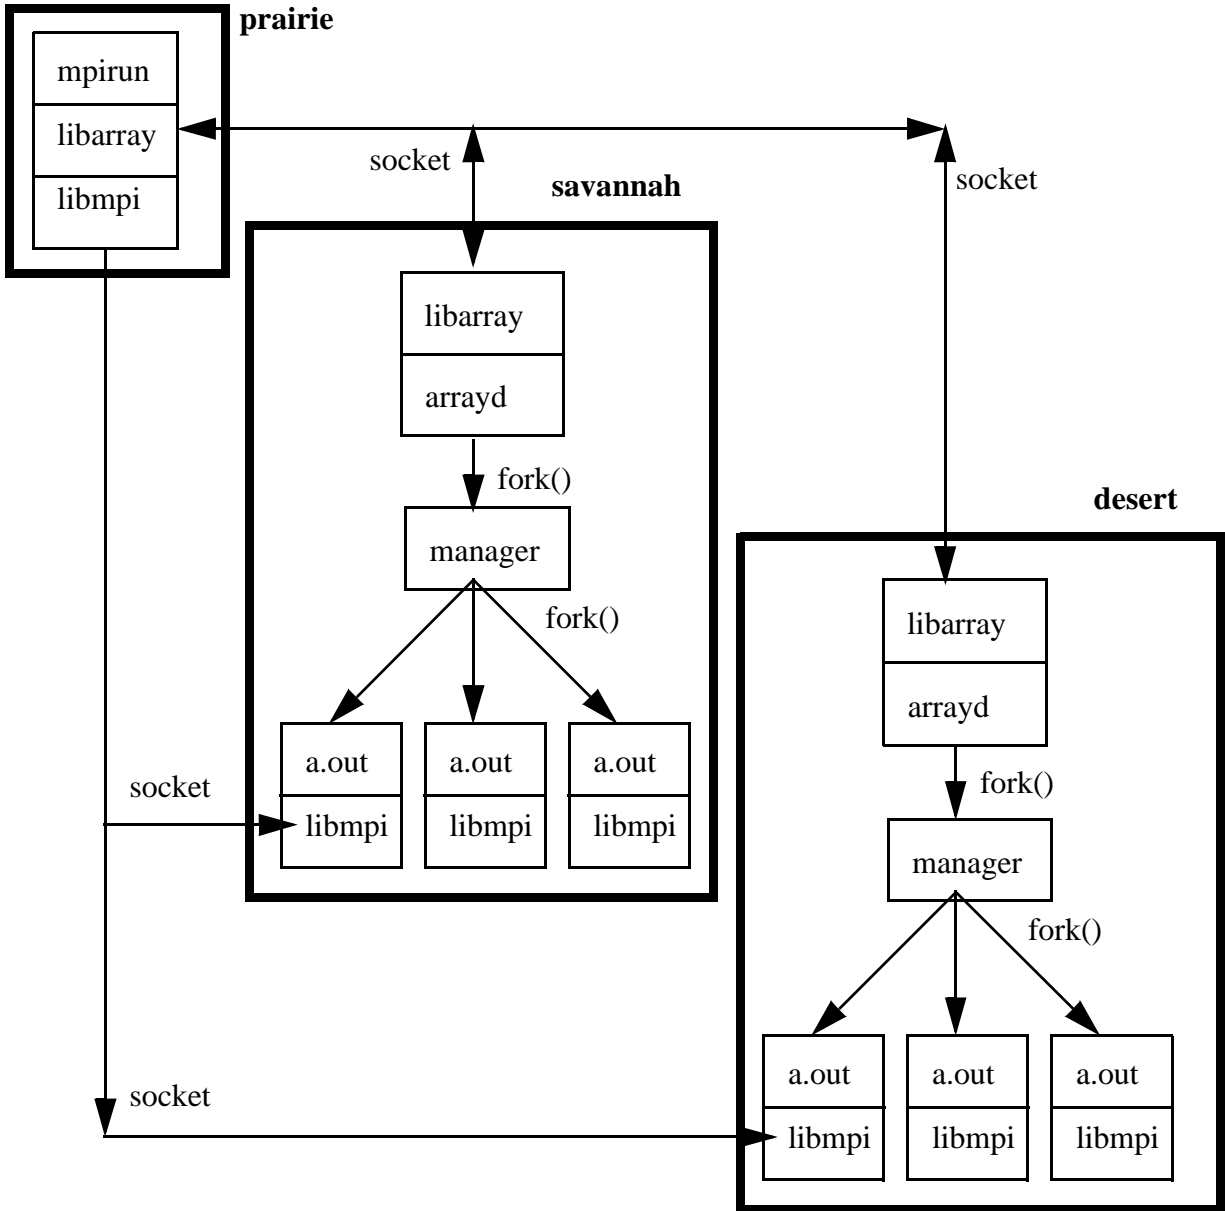 prairie
mpirun
libarray
libmpi
socket
socket
savannah
libarray
arrayd
fork()
manager
fork()
a.out a.out a.out
libmpi libmpi libmpi
socket
desert
libarray
arrayd
fork()
manager
fork()
a.out a.out a.out
libmpi libmpi libmpi
socket